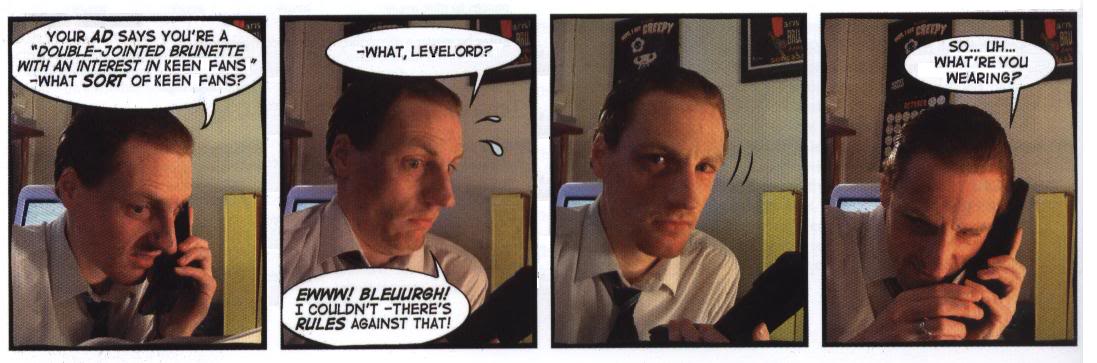 YOUR AD SAYS YOU'RE A
"DOUBLE-JOINTED BRUNETTE
WITH AN INTEREST IN KEEN FANS"
-WHAT SORT OF KEEN FANS?
-WHAT, LEVELORD?
EWWW! BLEUURGH!
I COULDN'T -THERE'S
RULES AGAINST THAT!
CREEPY
SO... UH...
WHAT'RE YOU
WEARING?
OCTOBER